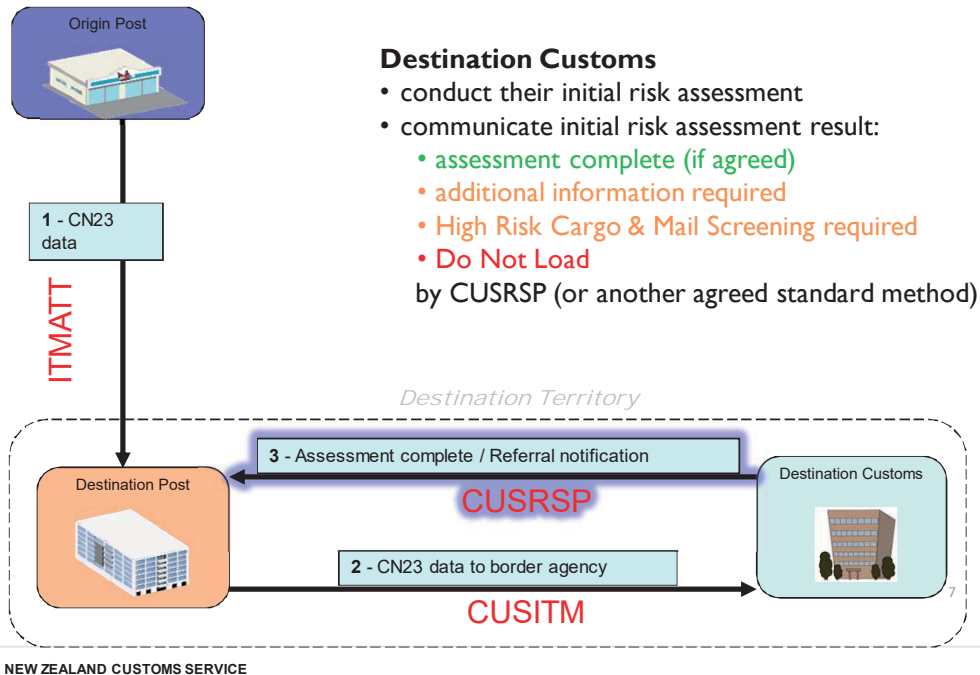 Origin Post
Destination Customs
• conduct their initial risk assessment
• communicate initial risk assessment result:
• assessment complete (if agreed)
• additional information required
• High Risk Cargo & Mail Screening required
• Do Not Load
by CUSRSP (or another agreed standard method)
1 - CN23
data
ITMATT
Destination Territory
3 - Assessment complete / Referral notification
CUSRSP
Destination Post
Destination Customs
2 - CN23 data to border agency
CUSITM
7
NEW ZEALAND CUSTOMS SERVICE